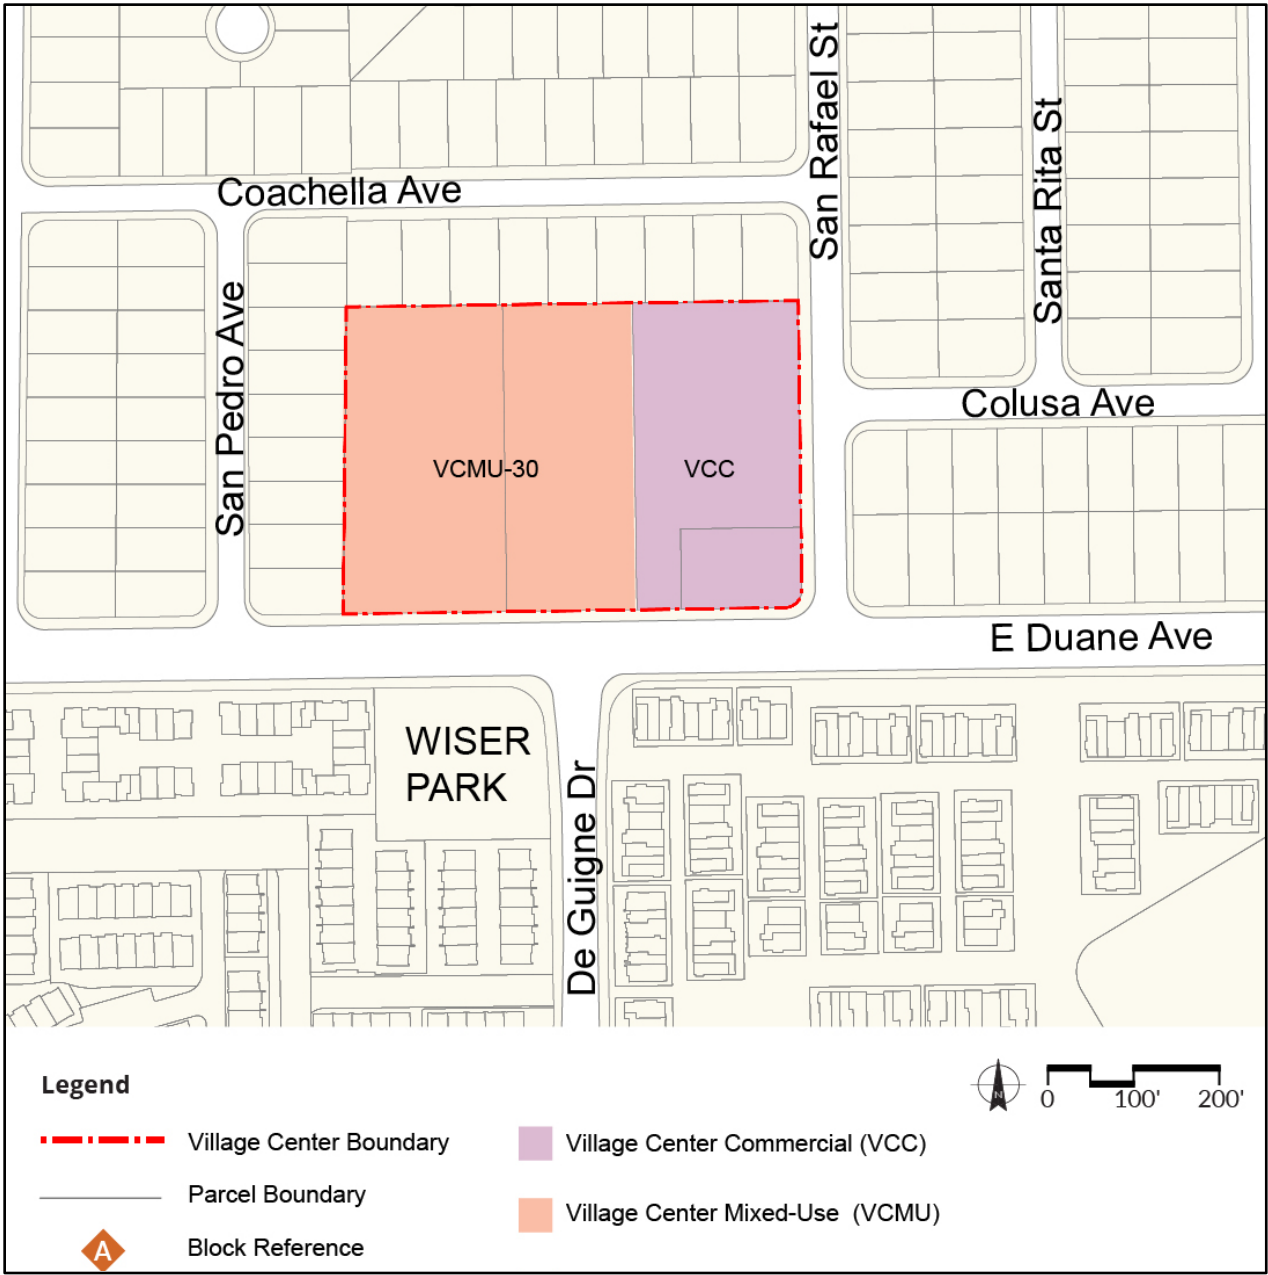 San Rafael St
Santa Rita St
Coachella Ave
San Pedro Ave
Colusa Ave
VCMU-30
VCC
E Duane Ave
WISER
PARK
De Guigne Dr
Legend
N
0 100' 200'
Village Center Boundary
Village Center Commercial (VCC)
Parcel Boundary
Village Center Mixed-Use (VCMU)
A
Block Reference